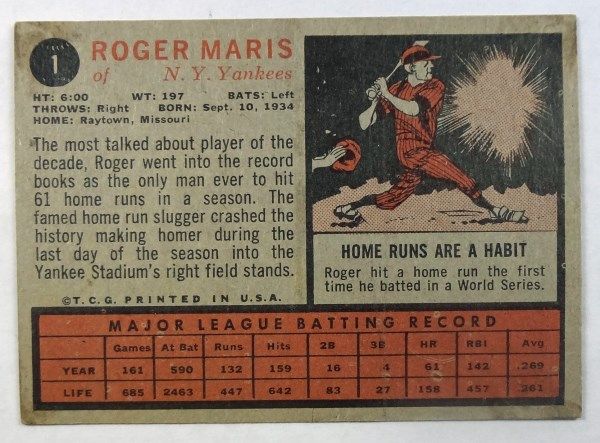 1
ROGER MARIS
of N. Y. Yankees
HT: 6:00 WT: 197 BATS: Left
THROWS: Right BORN: Sept. 10, 1934
HOME: Raytown, Missouri
The most talked about player of the
decade, Roger went into the record
books as the only man ever to hit
61 home runs in a season. The
famed home run slugger crashed the
history making homer during the
last day of the season into the
Yankee Stadium's right field stands.
©T.C.G. PRINTED IN U.S.A.
HOME RUNS ARE A HABIT
Roger hit a home run the first
time he batted in a World Series.
MAJOR LEAGUE BATTING RECORD
Games At Bat Runs Hits 2B 3B HR RBI Avg
YEAR 161 590 132 159 16 4 61 142 .269
LIFE 685 2463 447 642 83 27 158 457 .261